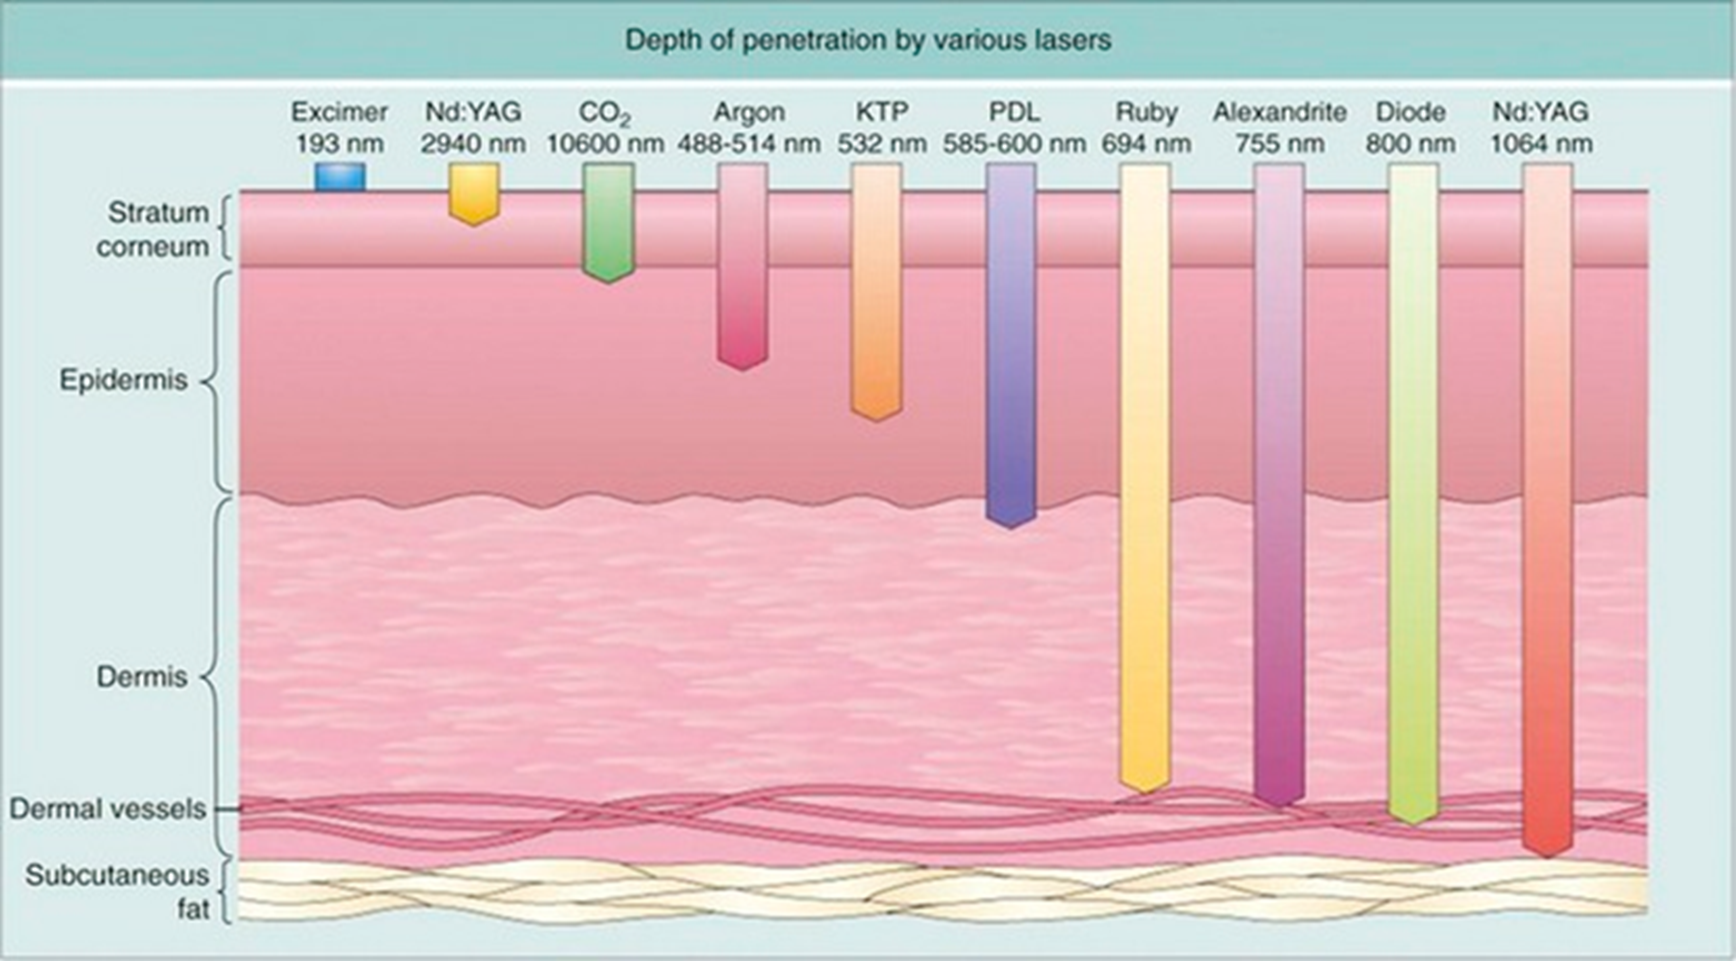 Depth of penetration by various lasers
Excimer
193 nm
Nd:YAG
2940 nm
CO₂
10600 nm
Argon
488-514 nm
KTP
532 nm
PDL
585-600 nm
Ruby
694 nm
Alexandrite
755 nm
Diode
800 nm
Nd:YAG
1064 nm
Stratum
corneum
Epidermis
Dermis
Dermal vessels
Subcutaneous
fat